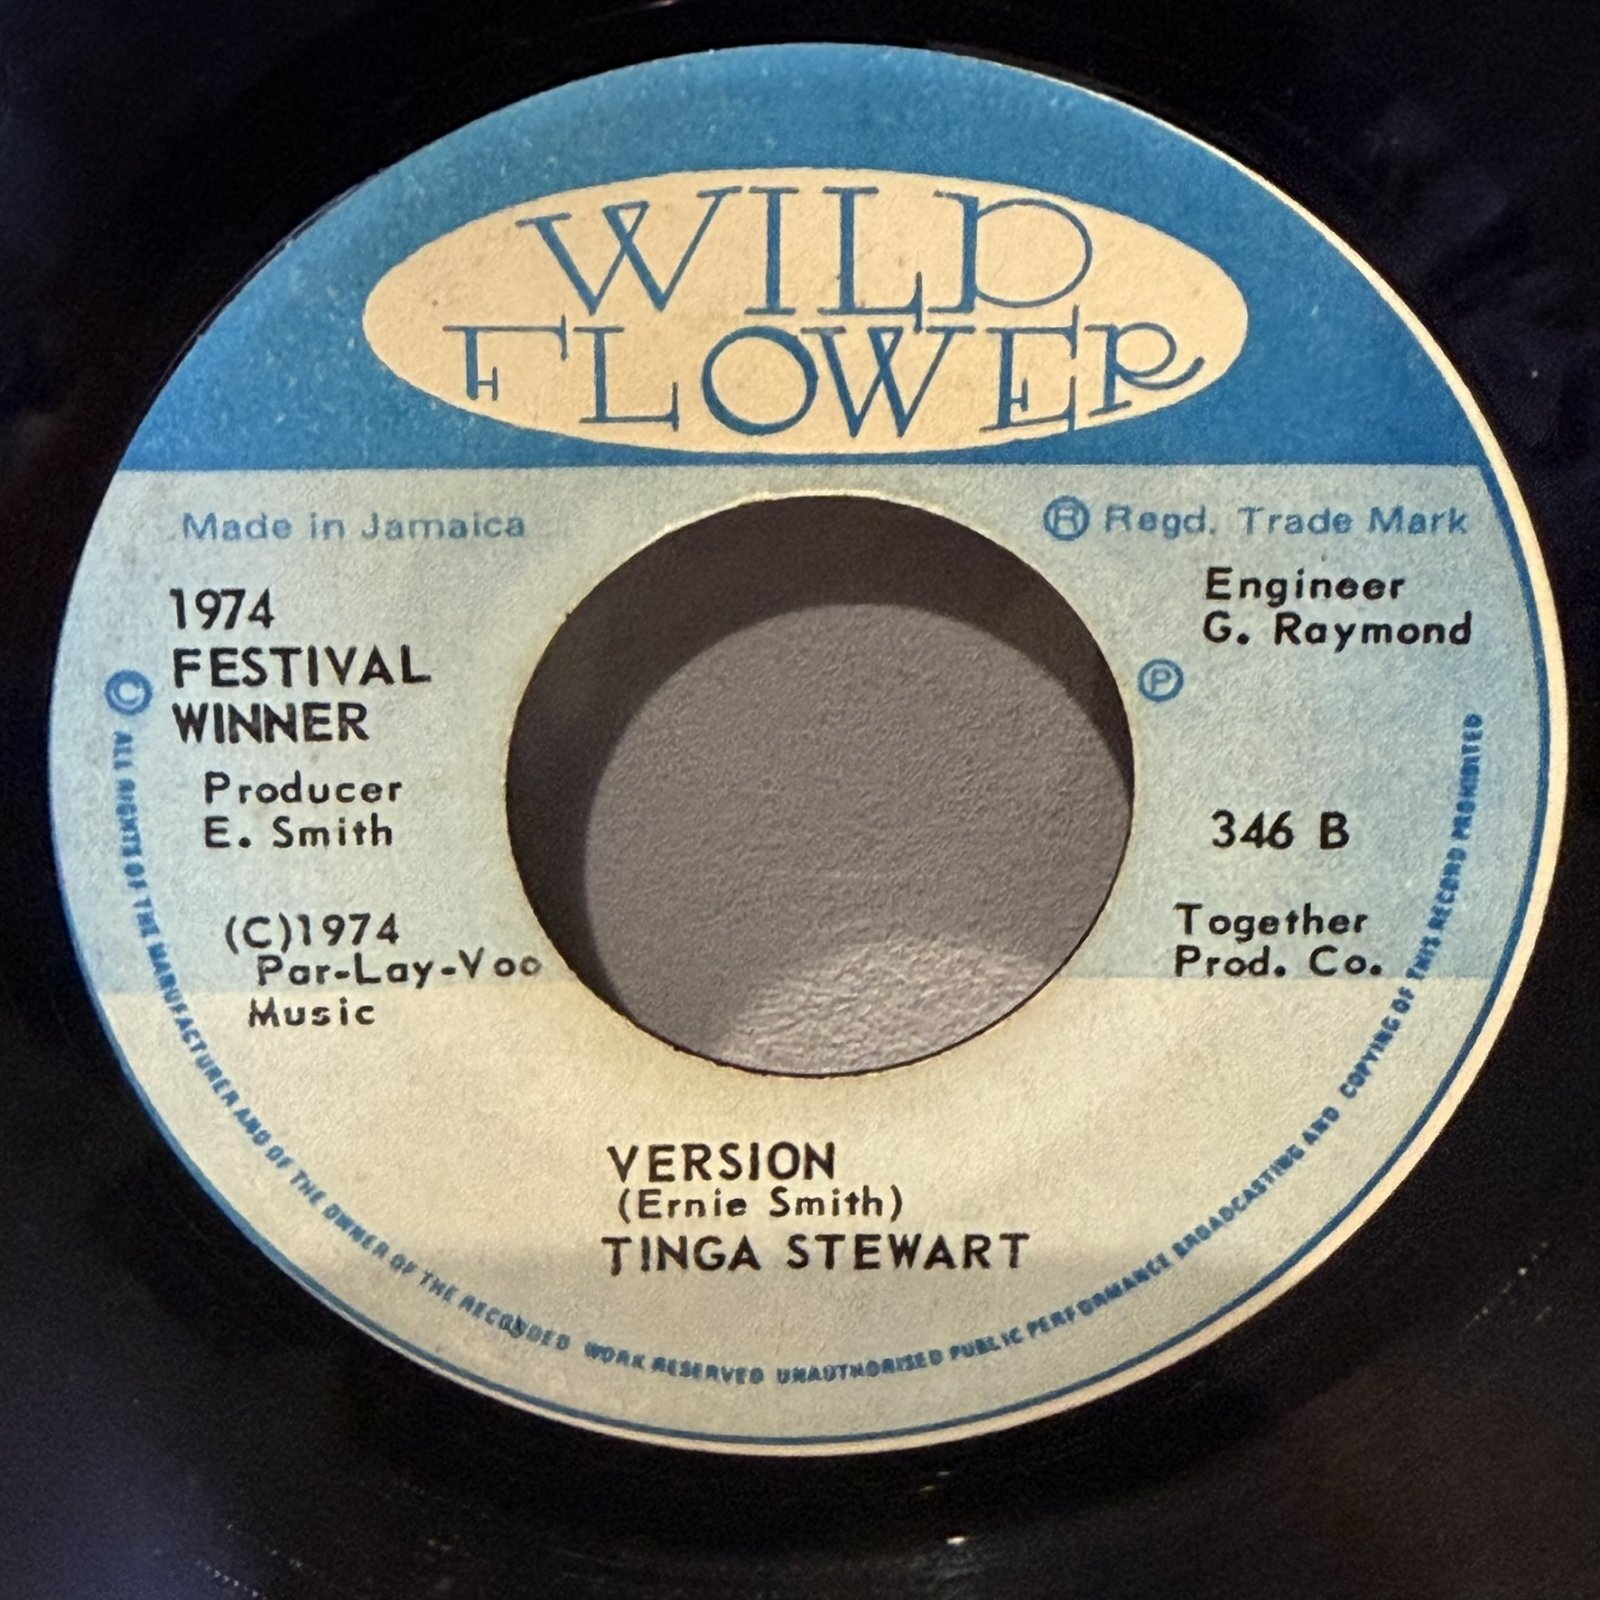 WILD
FLOWER
Made in Jamaica
® Regd. Trade Mark
1974
FESTIVAL
WINNER
Producer
E. Smith
(C)1974
Par-Lay-Voo
Music
Engineer
G. Raymond
℗
346 B
Together
Prod. Co.
VERSION
(Ernie Smith)
TINGA STEWART
© ALL RIGHTS OF THE MANUFACTURER AND OF THE OWNER OF THE RECORDED WORK RESERVED UNAUTHORISED PUBLIC PERFORMANCE BROADCASTING AND COPYING OF THIS RECORD PROHIBITED